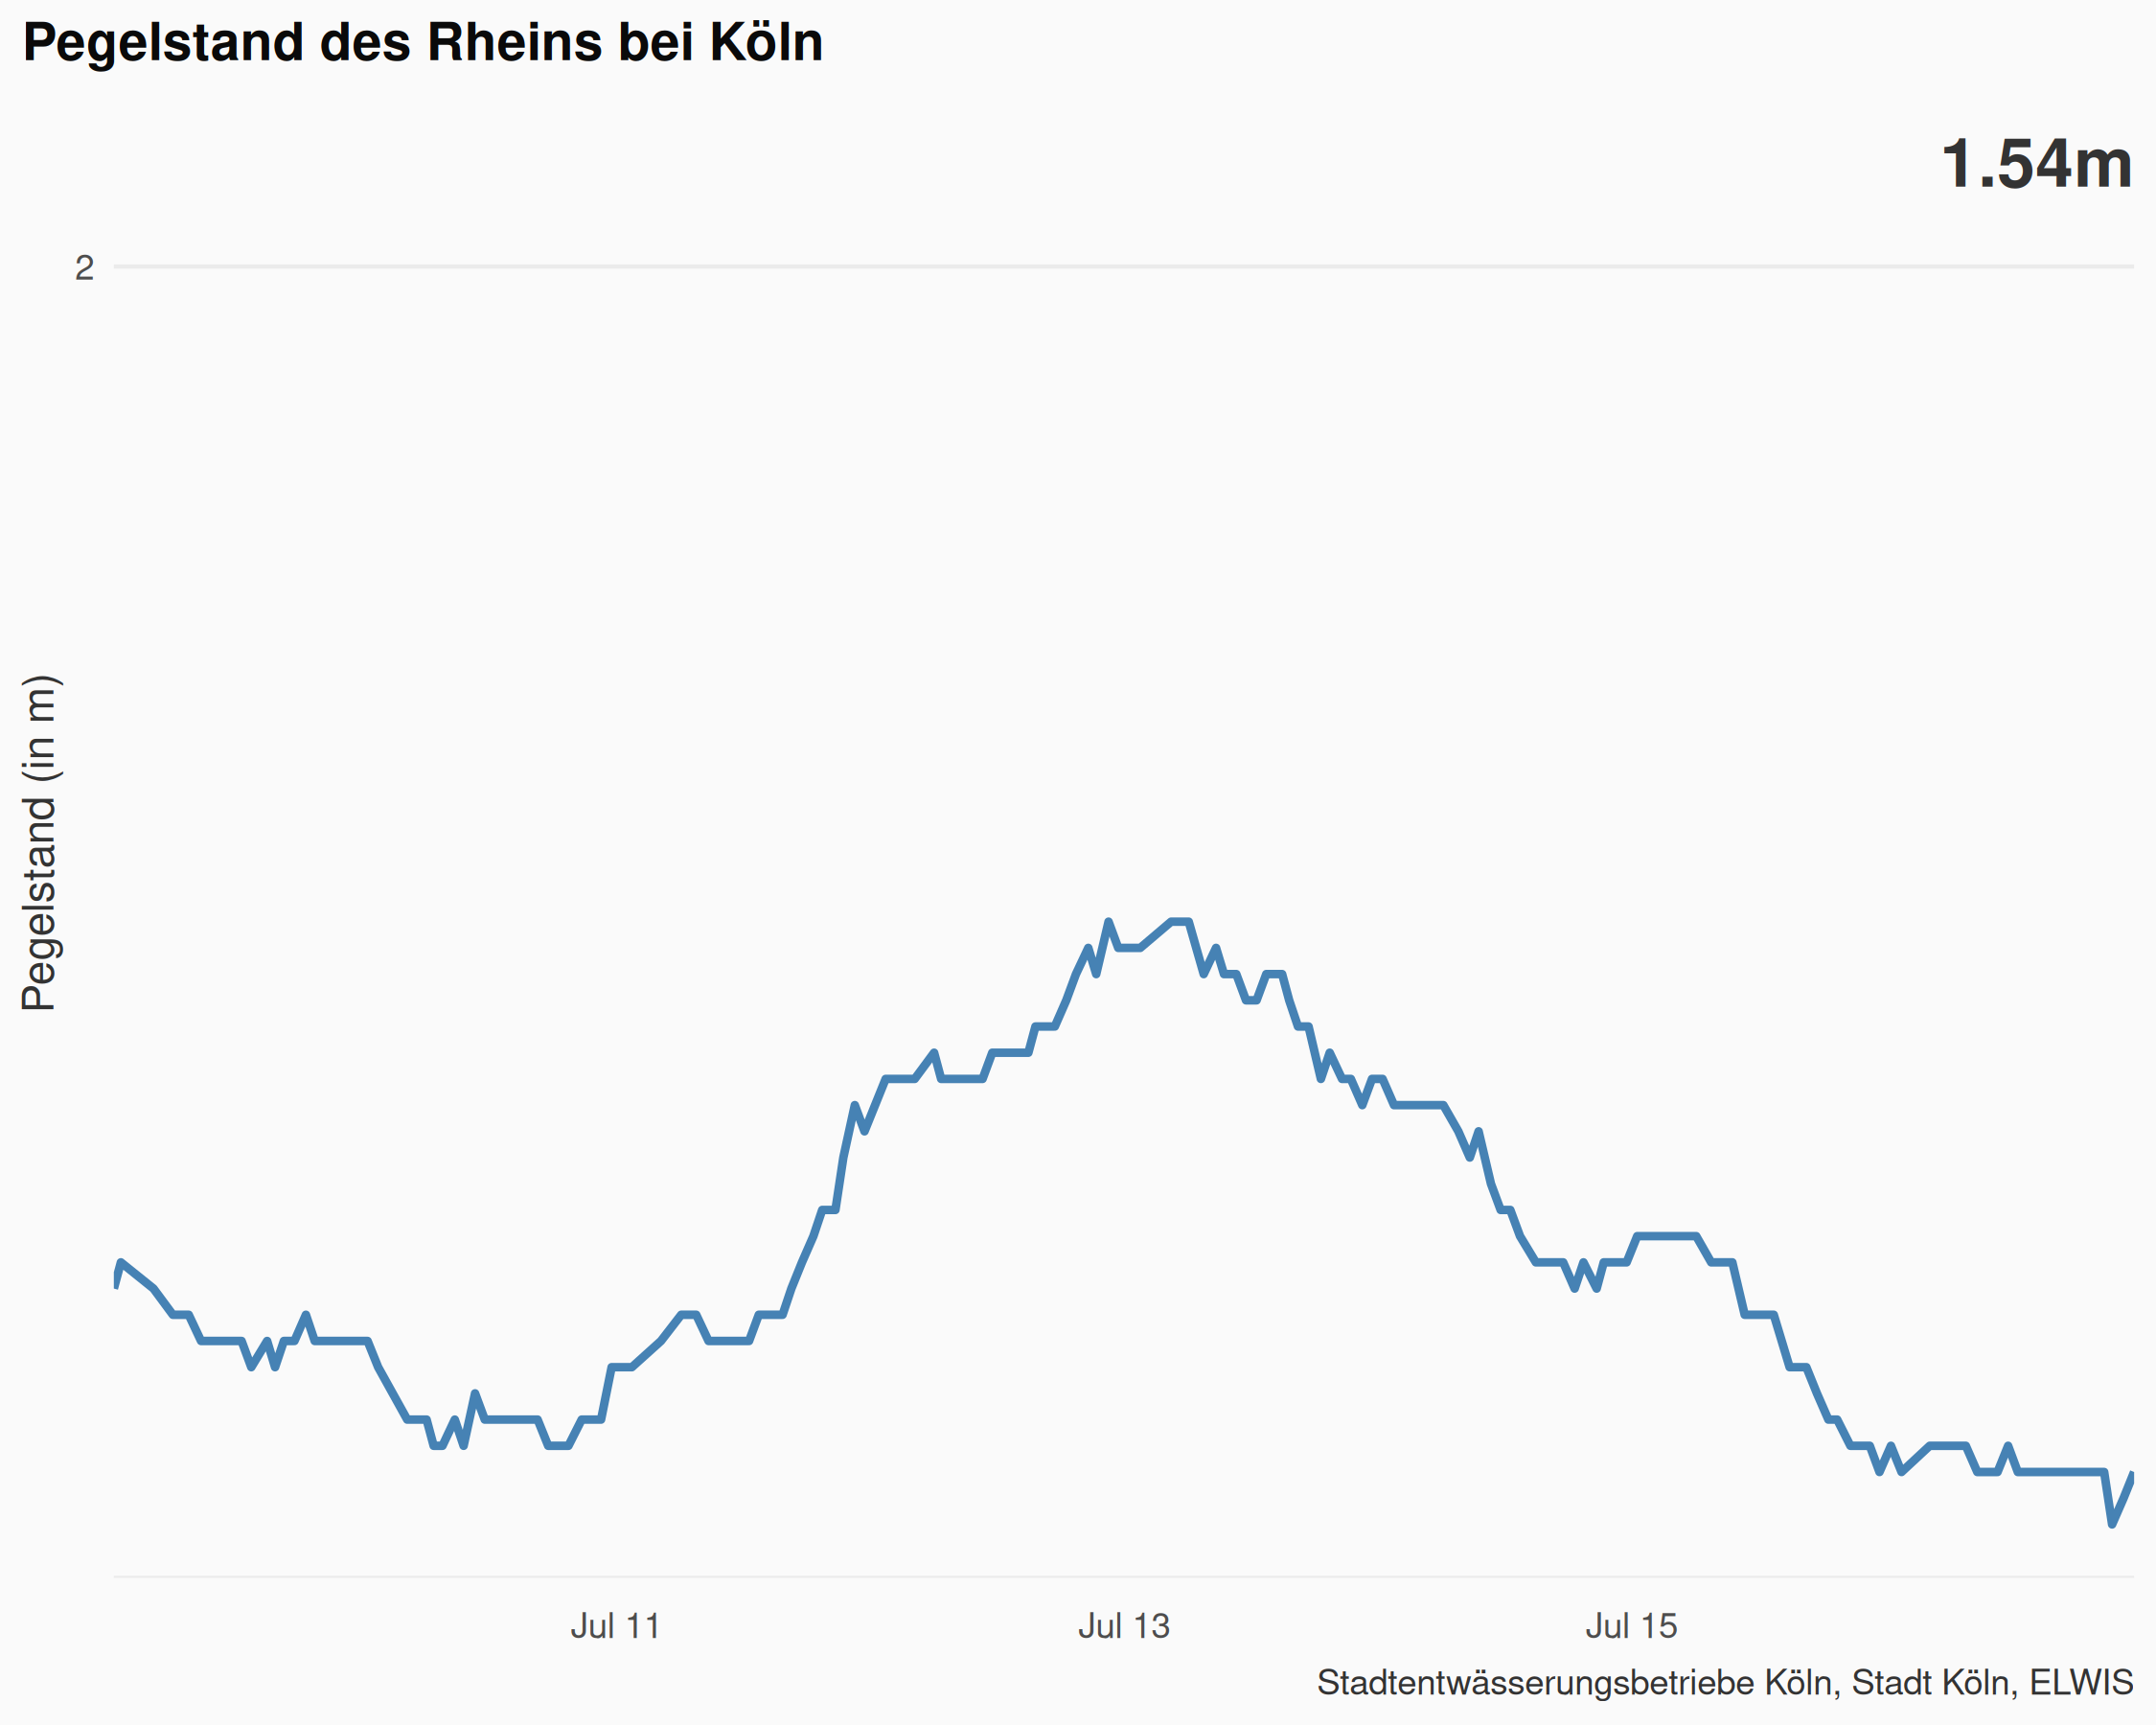 Pegelstand des Rheins bei Köln
1.54m
2
Pegelstand (in m)
Jul 11
Jul 13
Jul 15
Stadtentwässerungsbetriebe Köln, Stadt Köln, ELWIS